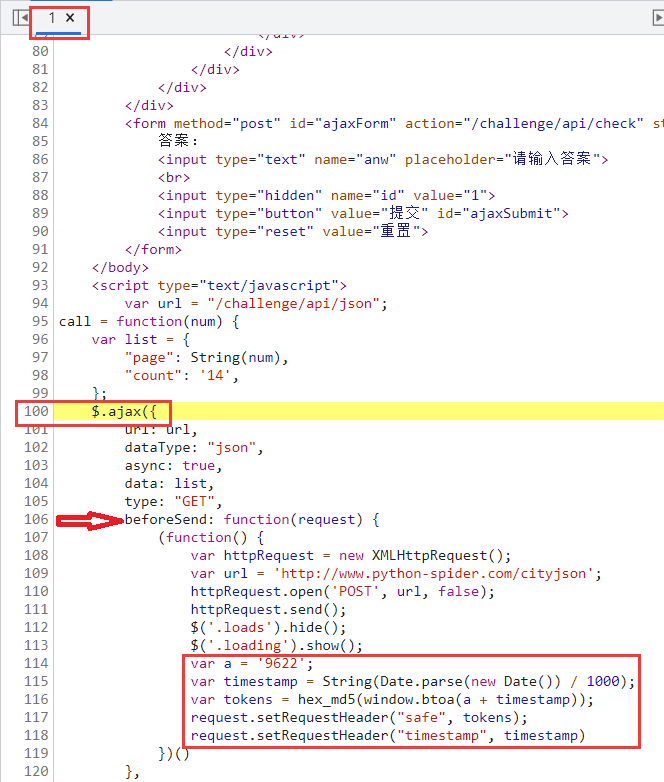 1 ×
80 </div>
81 </div>
82 </div>
83 </div>
84 <form method="post" id="ajaxForm" action="/challenge/api/check" st
85 答案：
86 <input type="text" name="anw" placeholder="请输入答案">
87 <br>
88 <input type="hidden" name="id" value="1">
89 <input type="button" value="提交" id="ajaxSubmit">
90 <input type="reset" value="重置">
91 </form>
92 </body>
93 <script type="text/javascript">
94 var url = "/challenge/api/json";
95 call = function(num) {
96 var list = {
97 "page": String(num),
98 "count": '14',
99 };
100 $.ajax({
101 url: url,
102 dataType: "json",
103 async: true,
104 data: list,
105 type: "GET",
106 beforeSend: function(request) {
107 (function() {
108 var httpRequest = new XMLHttpRequest();
109 var url = 'http://www.python-spider.com/cityjson';
110 httpRequest.open('POST', url, false);
111 httpRequest.send();
112 $('.loads').hide();
113 $('.loading').show();
114 var a = '9622';
115 var timestamp = String(Date.parse(new Date()) / 1000);
116 var tokens = hex_md5(window.btoa(a + timestamp));
117 request.setRequestHeader("safe", tokens);
118 request.setRequestHeader("timestamp", timestamp)
119 })()
120 },